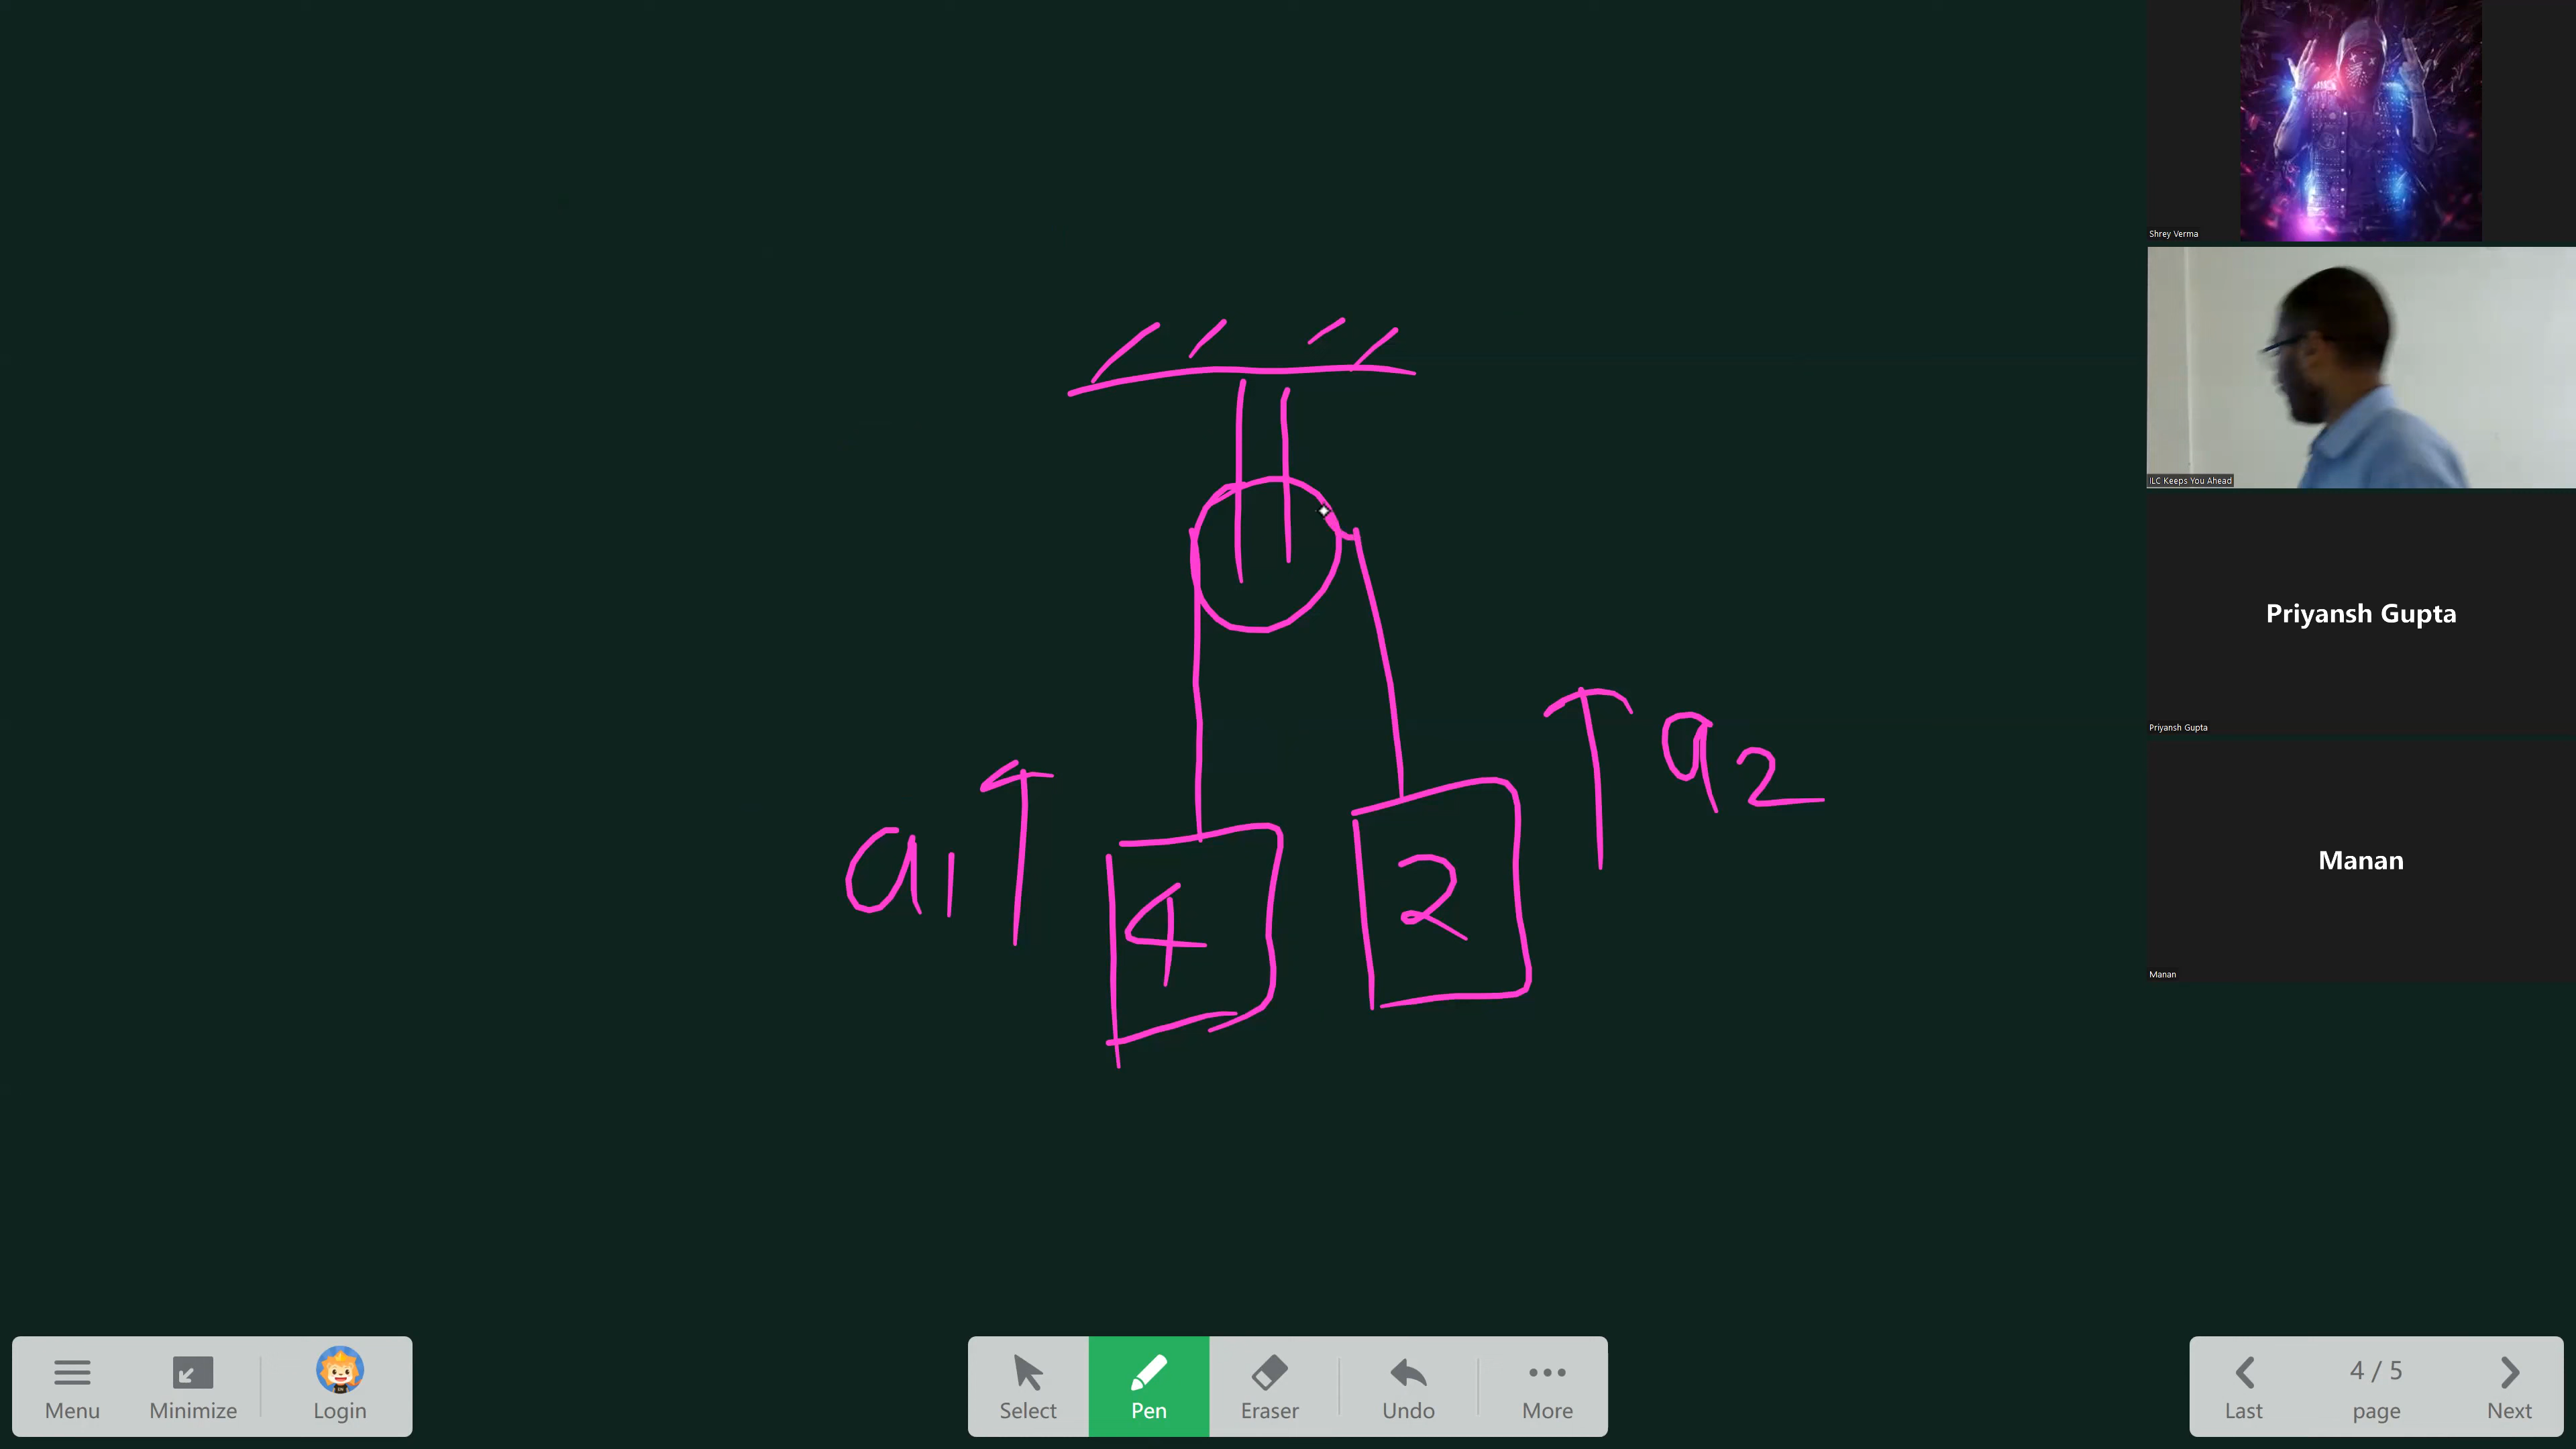 Shrey Verma
ILC Keeps You Ahead
Priyansh Gupta
Priyansh Gupta
Manan
Manan
a1
a2
4
2
Menu
Minimize
Login
Select
Pen
Eraser
Undo
More
Last
4 / 5
page
Next